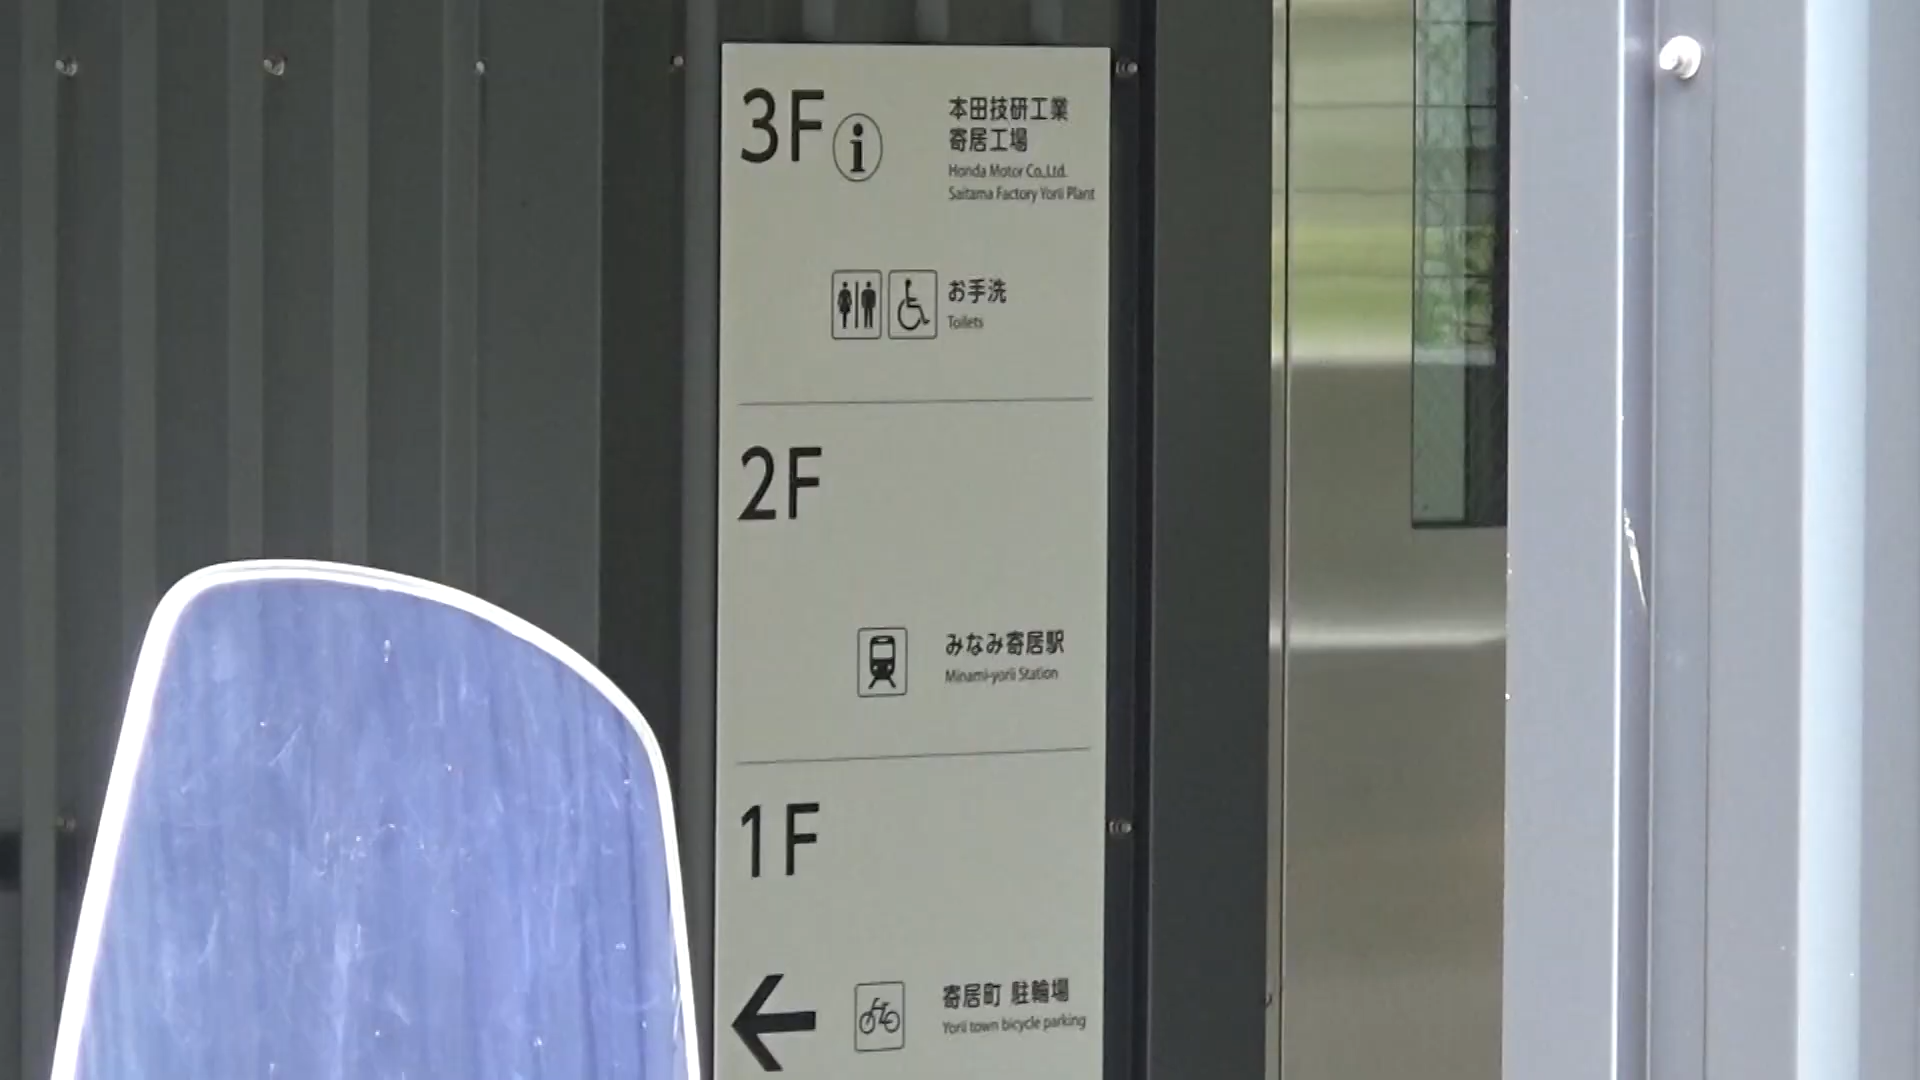 3F
本田技研工業
寄居工場
Honda Motor Co.,Ltd.
Saitama Factory Yorii Plant
お手洗
Toilets
2F
みなみ寄居駅
Minami-yorii Station
1F
寄居町 駐輪場
Yorii town bicycle parking